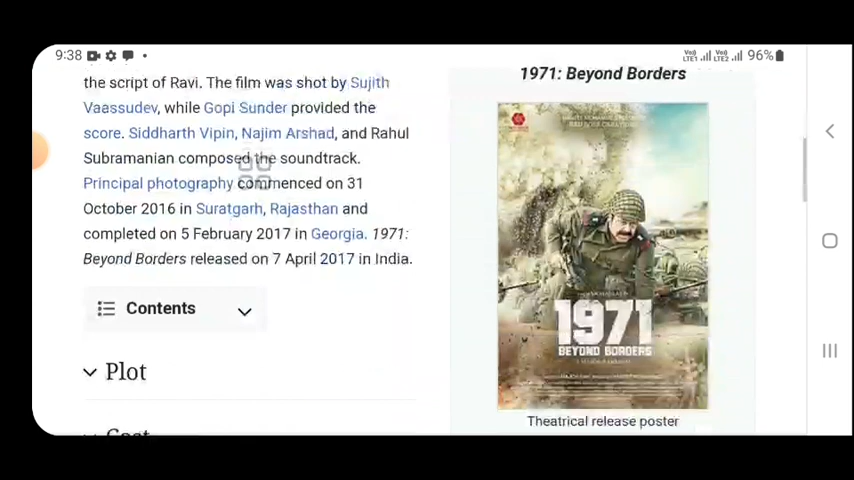 9:38
LTE1 LTE2 96%
the script of Ravi. The film was shot by Sujith
Vaassudev, while Gopi Sunder provided the
score. Siddharth Vipin, Najim Arshad, and Rahul
Subramanian composed the soundtrack.
Principal photography commenced on 31
October 2016 in Suratgarh, Rajasthan and
completed on 5 February 2017 in Georgia. 1971:
Beyond Borders released on 7 April 2017 in India.
Contents
Plot
Cast
1971: Beyond Borders
1971
BEYOND BORDERS
Theatrical release poster